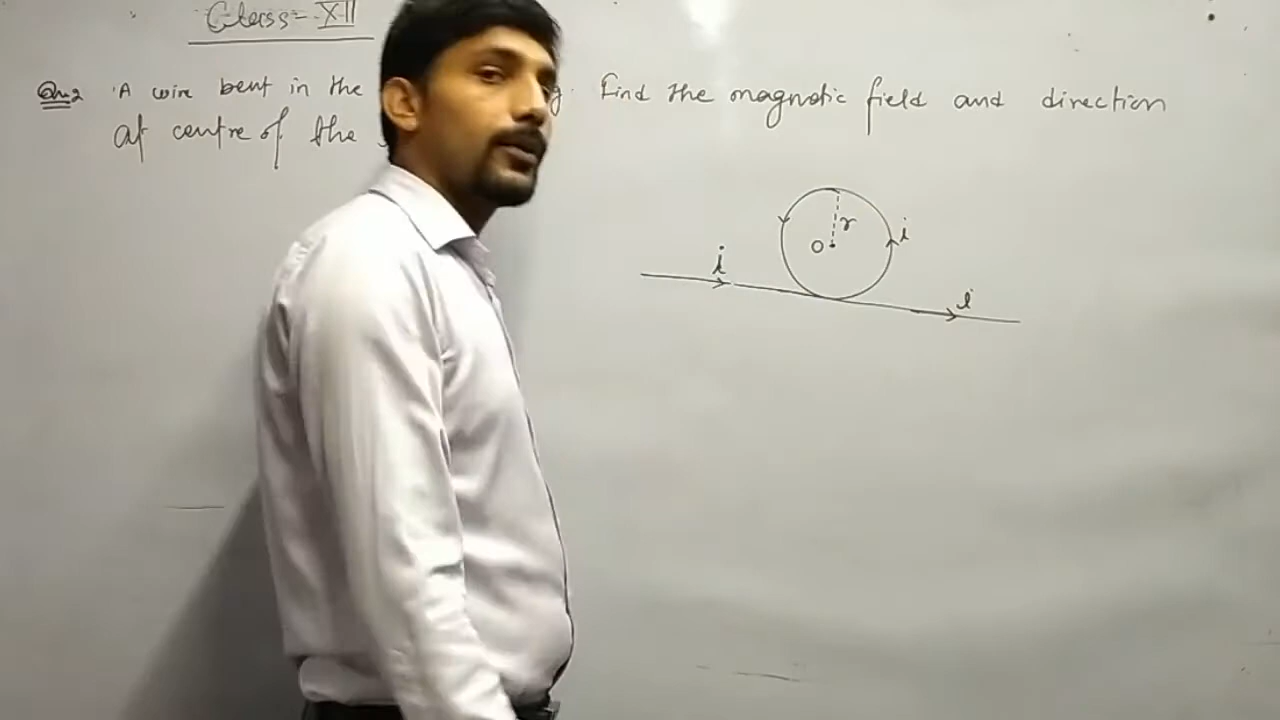 Class - XII
Qn.2 A wire bent in the g. Find the magnetic field and direction
at centre of the
r
O
i
i
i